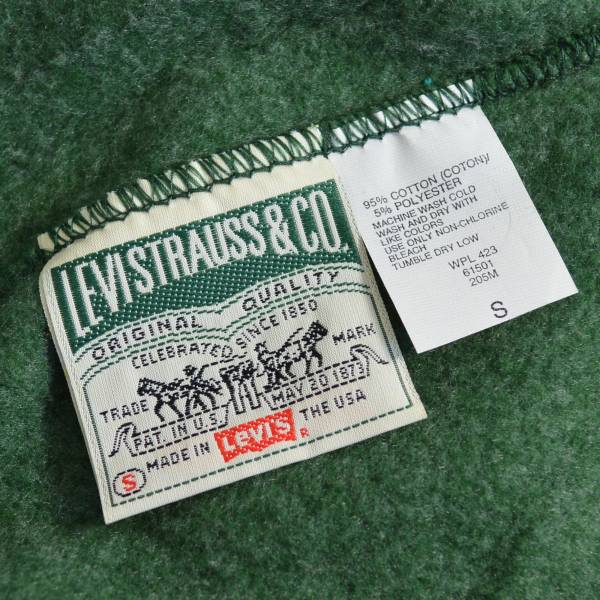 LEVI STRAUSS & CO.
ORIGINAL QUALITY
CELEBRATED SINCE 1850
TRADE MARK
PAT. IN U.S. MAY 20 1873
S MADE IN Levi's R THE USA
95% COTTON (COTON)/
5% POLYESTER
MACHINE WASH COLD
WASH AND DRY WITH
LIKE COLORS
USE ONLY NON-CHLORINE
BLEACH
TUMBLE DRY LOW
WPL 423
61501
205M
S